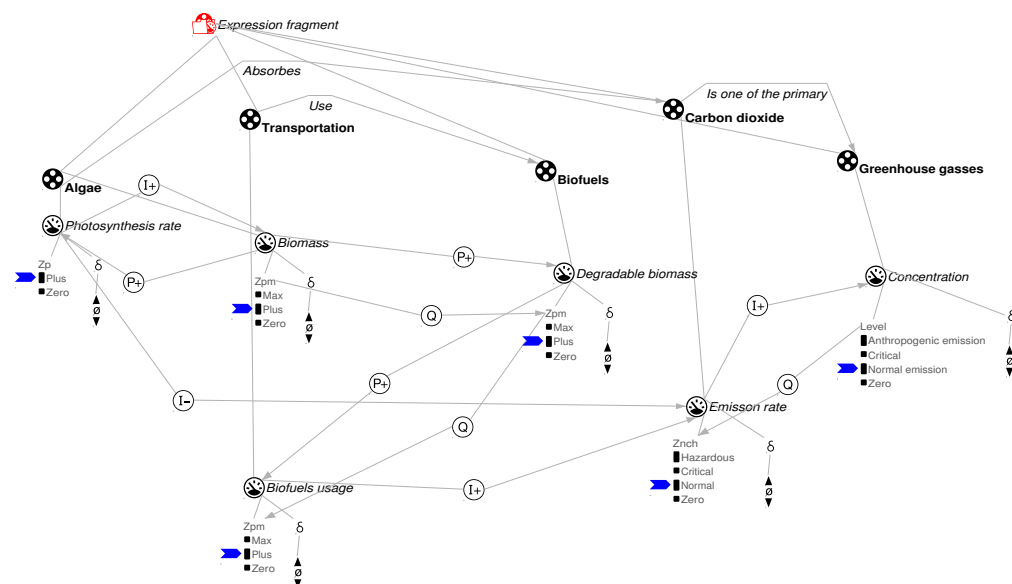 Expression fragment
Absorbes
Is one of the primary
Use
Carbon dioxide
Transportation
Greenhouse gasses
Biofuels
Algae
I+
Photosynthesis rate
Biomass
P+
Degradable biomass
Concentration
Zp
δ
Plus
Zero
ø
P+
Zpm
δ
Max
Plus
Zero
ø
Q
Zpm
δ
Max
Plus
Zero
ø
I+
Level
δ
Anthropogenic emission
Critical
Normal emission
Zero
ø
P+
Q
I-
Emisson rate
Q
Znch
δ
Hazardous
Critical
Normal
Zero
ø
Biofuels usage
I+
Zpm
δ
Max
Plus
Zero
ø